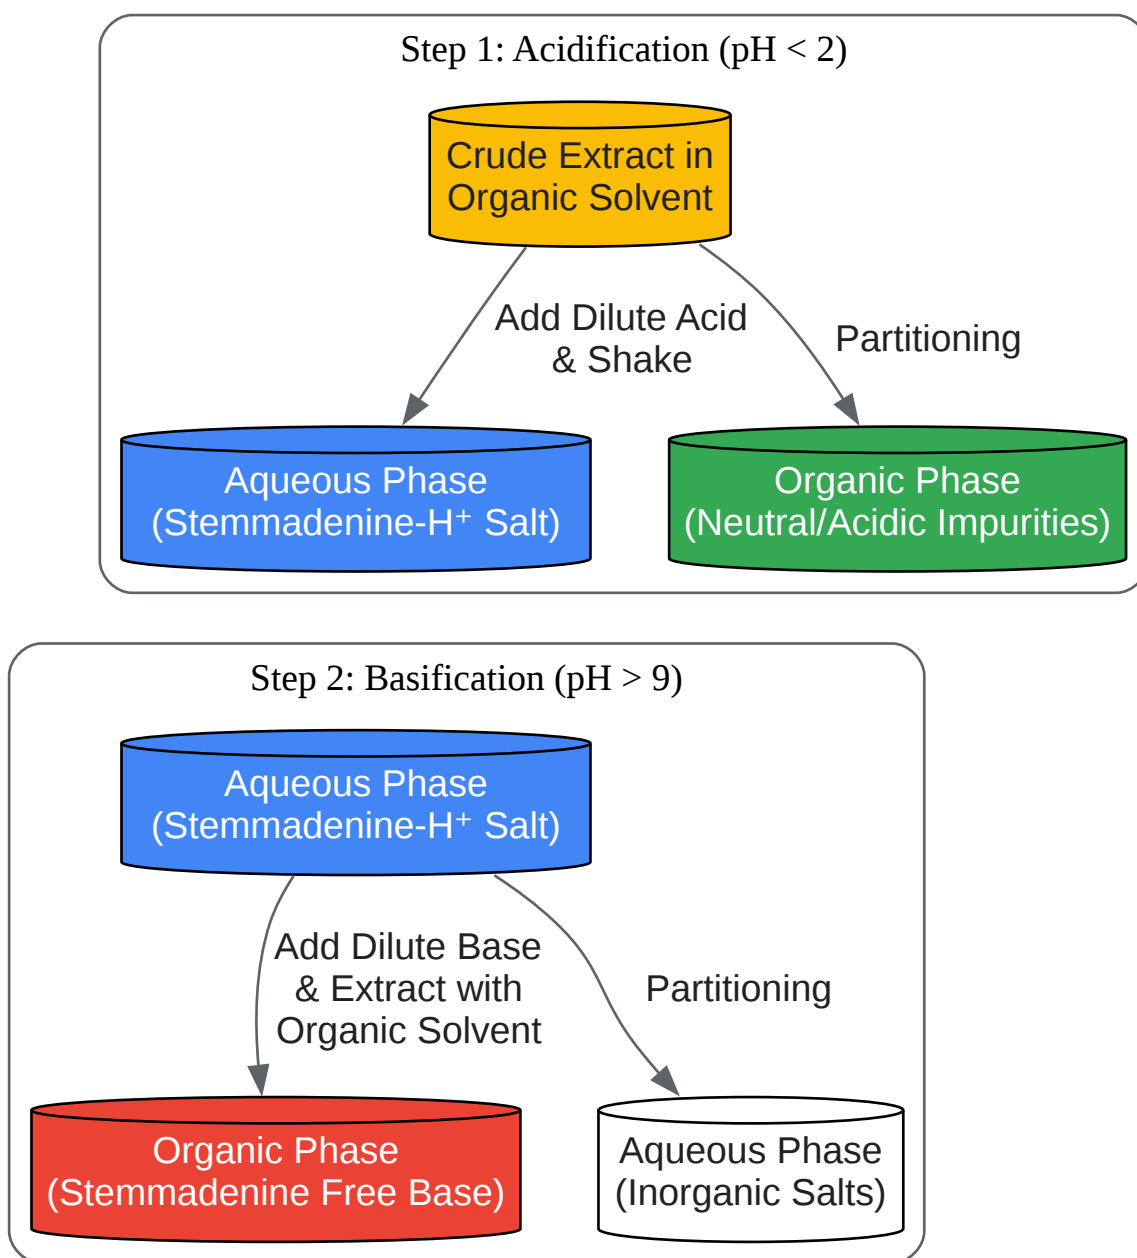 Step 1: Acidification (pH < 2)
Crude Extract in
Organic Solvent
Add Dilute Acid
& Shake
Partitioning
Aqueous Phase
(Stemmadenine-H⁺ Salt)
Organic Phase
(Neutral/Acidic Impurities)
Step 2: Basification (pH > 9)
Aqueous Phase
(Stemmadenine-H⁺ Salt)
Add Dilute Base
& Extract with
Organic Solvent
Partitioning
Organic Phase
(Stemmadenine Free Base)
Aqueous Phase
(Inorganic Salts)